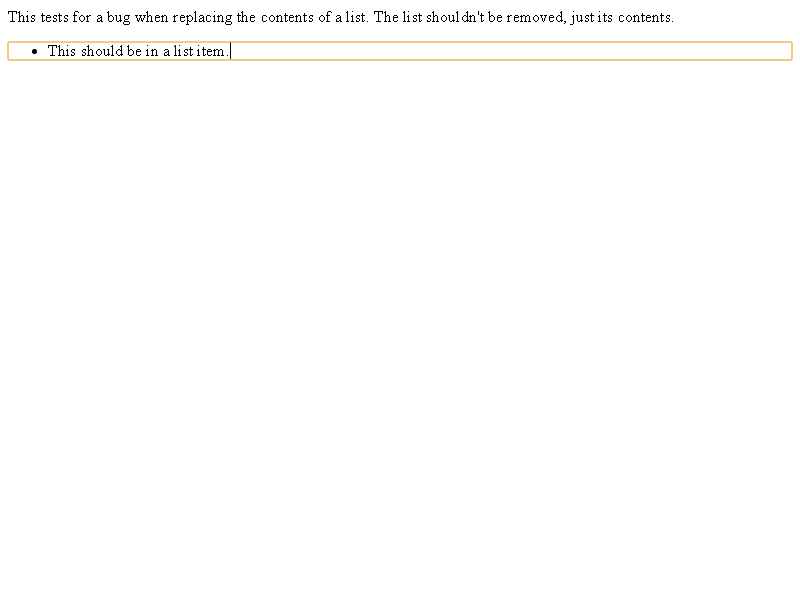 This tests for a bug when replacing the contents of a list. The list shouldn't be removed, just its contents.
• This should be in a list item.